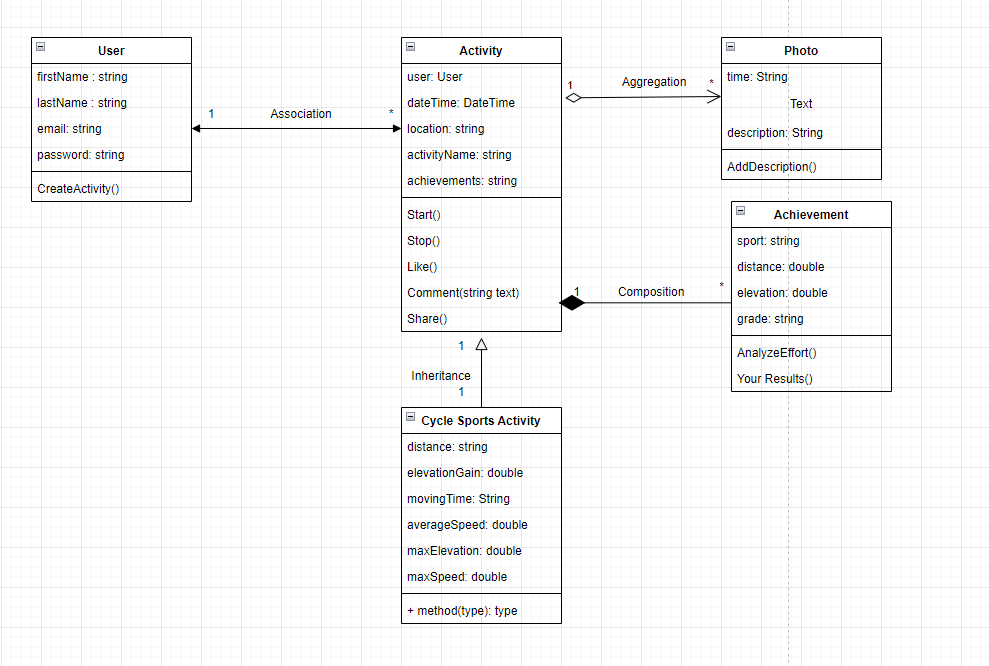 User
firstName : string
lastName : string
email: string
password: string
CreateActivity()
1
Association
*
Activity
user: User
dateTime: DateTime
location: string
activityName: string
achievements: string
Start()
Stop()
Like()
Comment(string text)
Share()
1
Aggregation
*
Photo
time: String
Text
description: String
AddDescription()
1
Composition
*
Achievement
sport: string
distance: double
elevation: double
grade: string
AnalyzeEffort()
Your Results()
1
Inheritance
1
Cycle Sports Activity
distance: string
elevationGain: double
movingTime: String
averageSpeed: double
maxElevation: double
maxSpeed: double
+ method(type): type